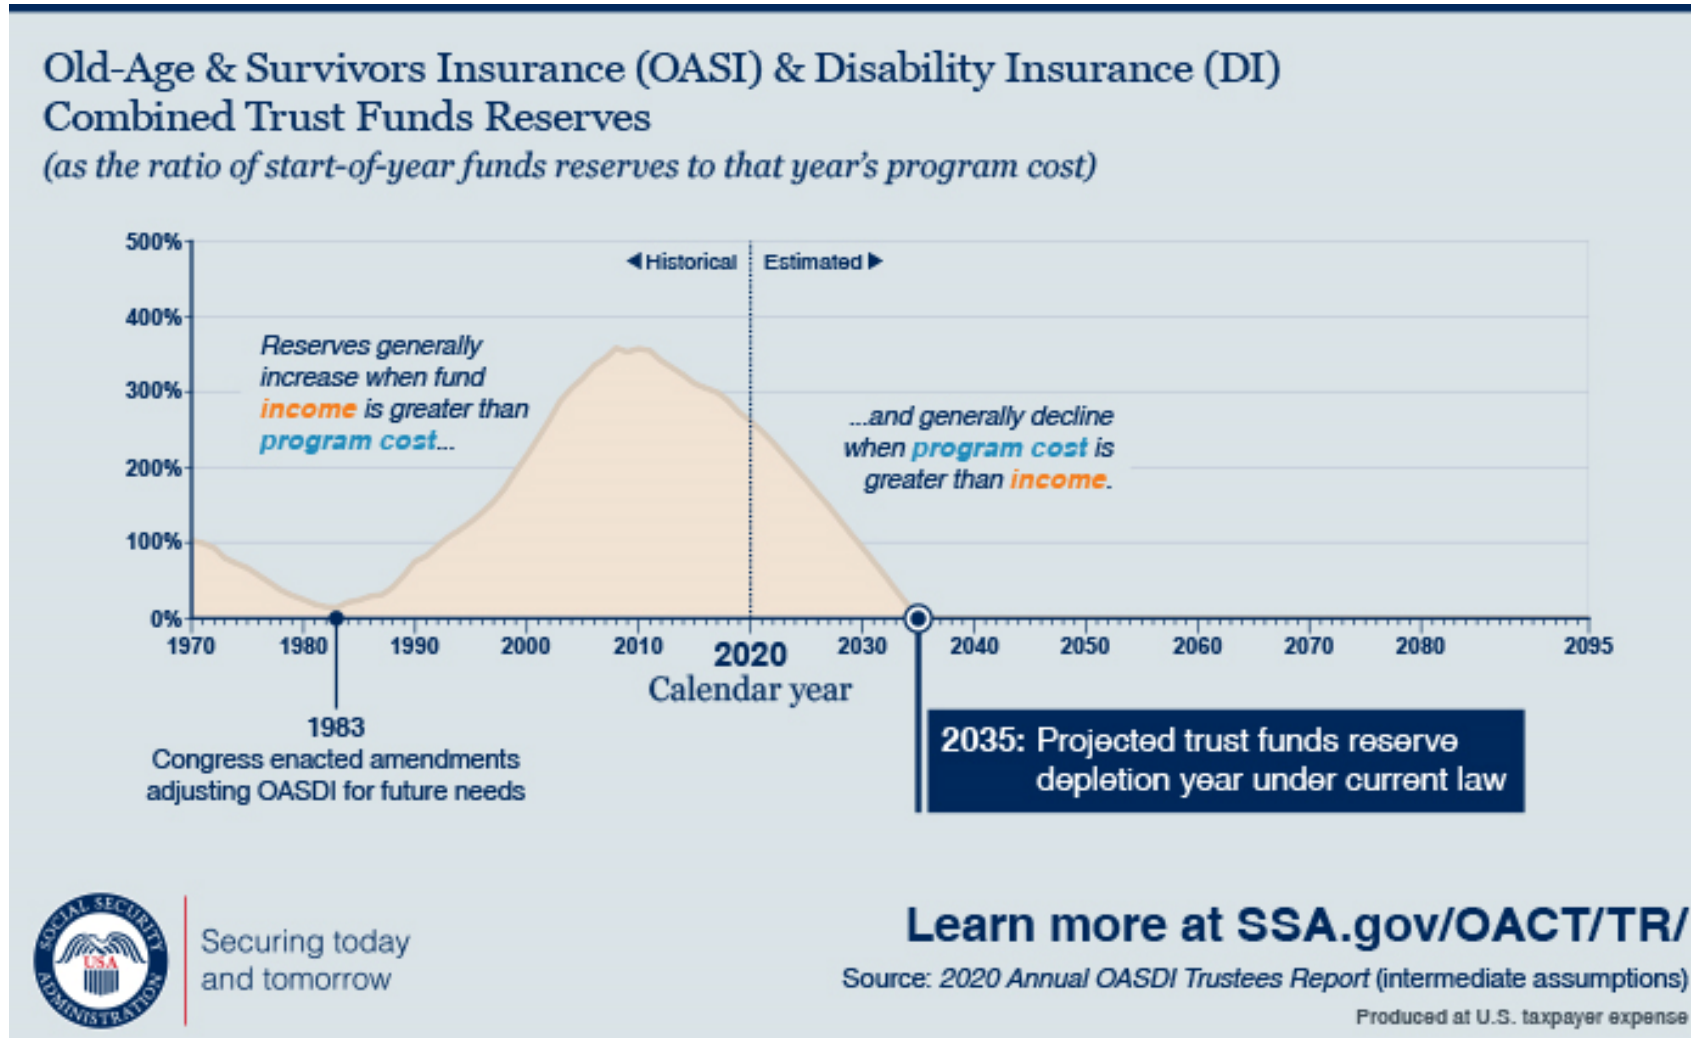 Old-Age & Survivors Insurance (OASI) & Disability Insurance (DI)
Combined Trust Funds Reserves
(as the ratio of start-of-year funds reserves to that year's program cost)
500%
◀Historical
Estimated▶
400%
Reserves generally
increase when fund
income is greater than
program cost...
300%
...and generally decline
when program cost is
greater than income.
200%
100%
0%
1970
1980
1990
2000
2010
2020
2030
2040
2050
2060
2070
2080
2095
Calendar year
1983
Congress enacted amendments
adjusting OASDI for future needs
2035: Projected trust funds reserve
depletion year under current law
SOCIAL SECURITY
USA
ADMINISTRATION
Securing today
and tomorrow
Learn more at SSA.gov/OACT/TR/
Source: 2020 Annual OASDI Trustees Report (intermediate assumptions)
Produced at U.S. taxpayer expense